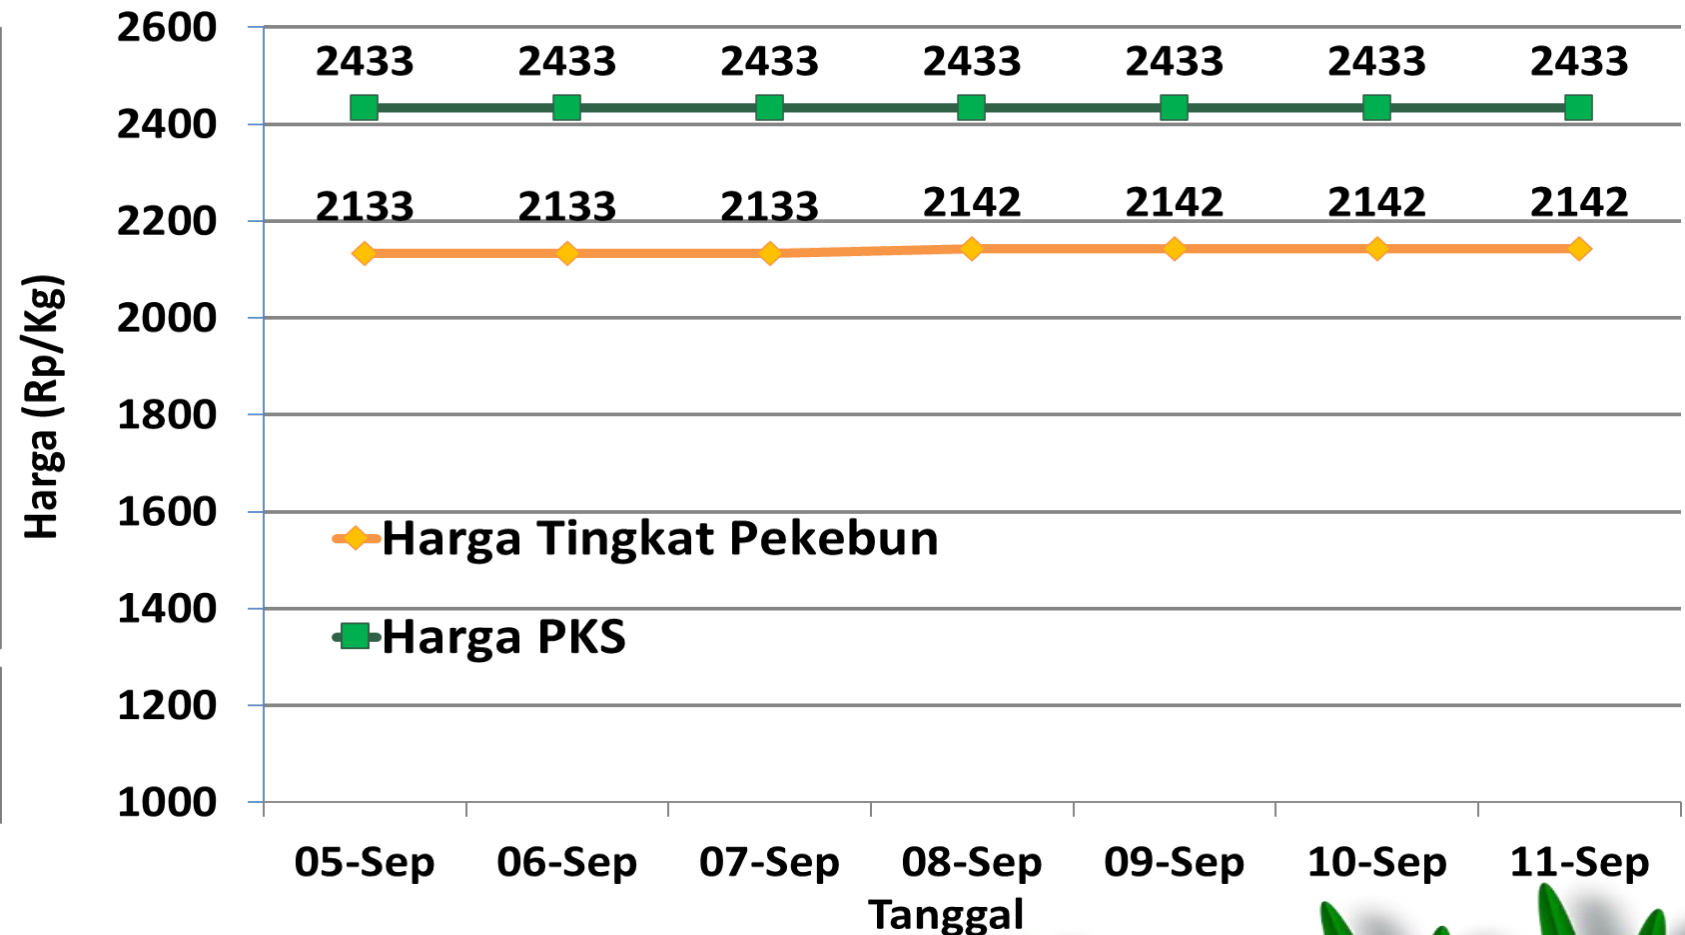 2600
2433 2433 2433 2433 2433 2433 2433
2400
2133 2133 2133 2142 2142 2142 2142
2200
2000
Harga (Rp/Kg)
1800
1600
Harga Tingkat Pekebun
1400
Harga PKS
1200
1000
05-Sep 06-Sep 07-Sep 08-Sep 09-Sep 10-Sep 11-Sep
Tanggal